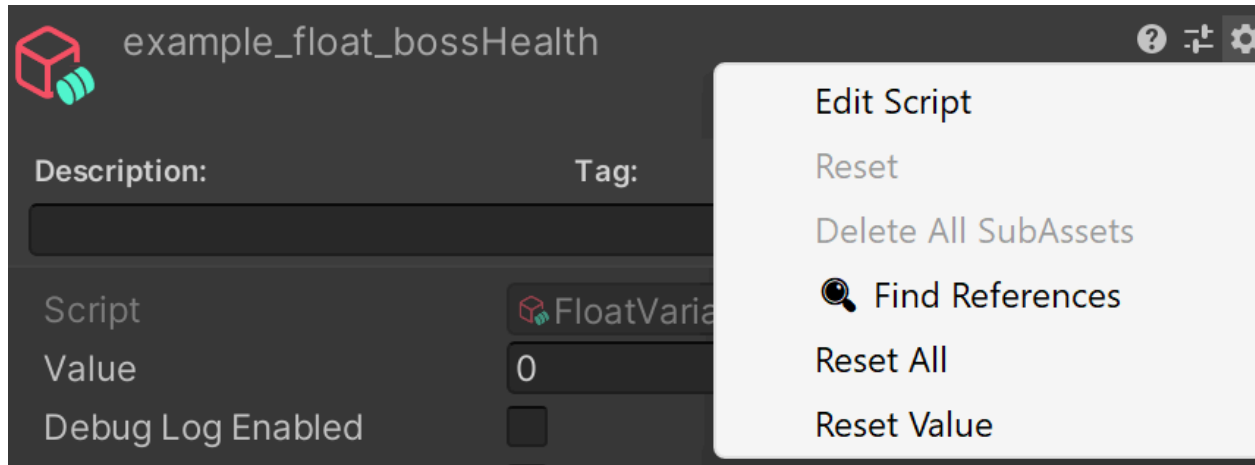 example_float_bossHealth
Edit Script
Reset
Description: Tag:
Delete All SubAssets
Find References
Script FloatVaria
Reset All
Value 0
Reset Value
Debug Log Enabled